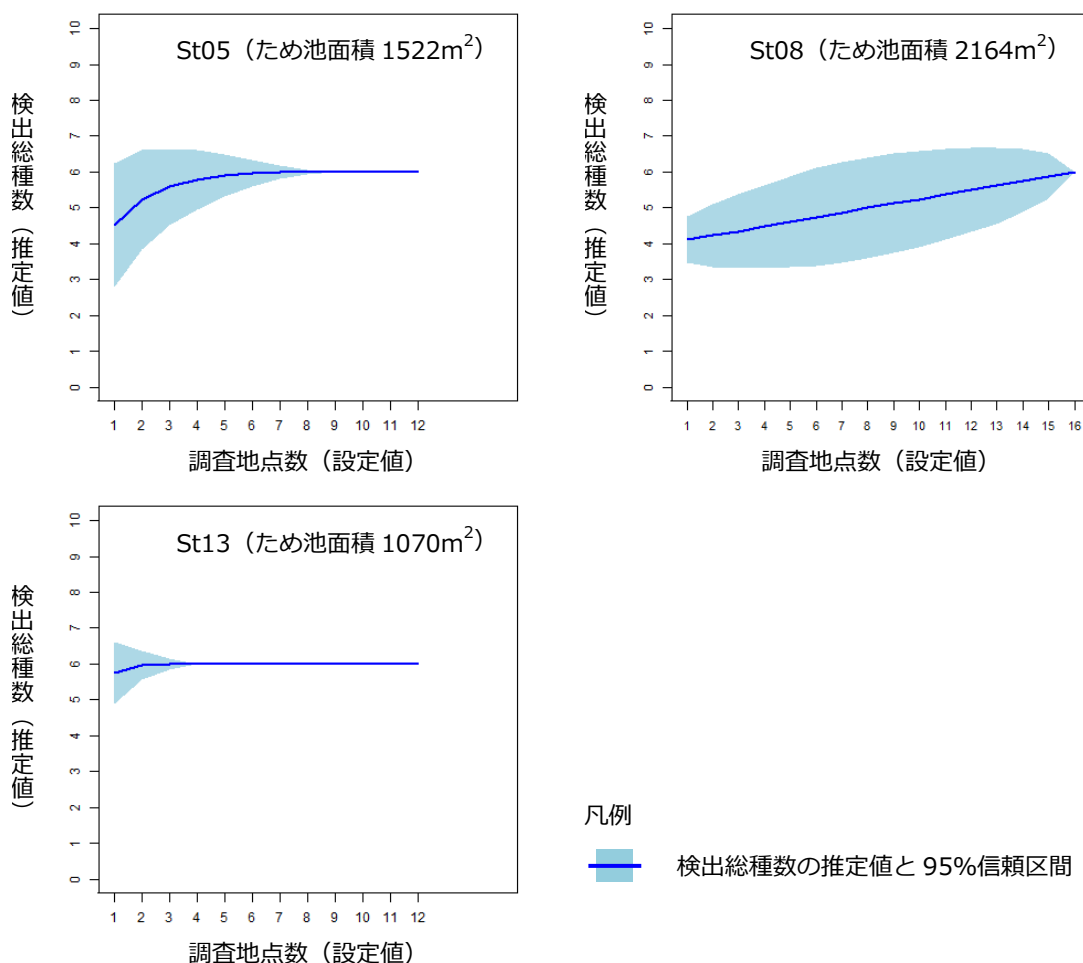 St05（ため池面積 1522m²）
検出総種数（推定値）
10
9
8
7
6
5
4
3
2
1
0
1 2 3 4 5 6 7 8 9 10 11 12
調査地点数（設定値）
St08（ため池面積 2164m²）
検出総種数（推定値）
10
9
8
7
6
5
4
3
2
1
0
1 2 3 4 5 6 7 8 9 10 11 12 13 14 15 16
調査地点数（設定値）
St13（ため池面積 1070m²）
検出総種数（推定値）
10
9
8
7
6
5
4
3
2
1
0
1 2 3 4 5 6 7 8 9 10 11 12
調査地点数（設定値）
凡例
検出総種数の推定値と 95%信頼区間